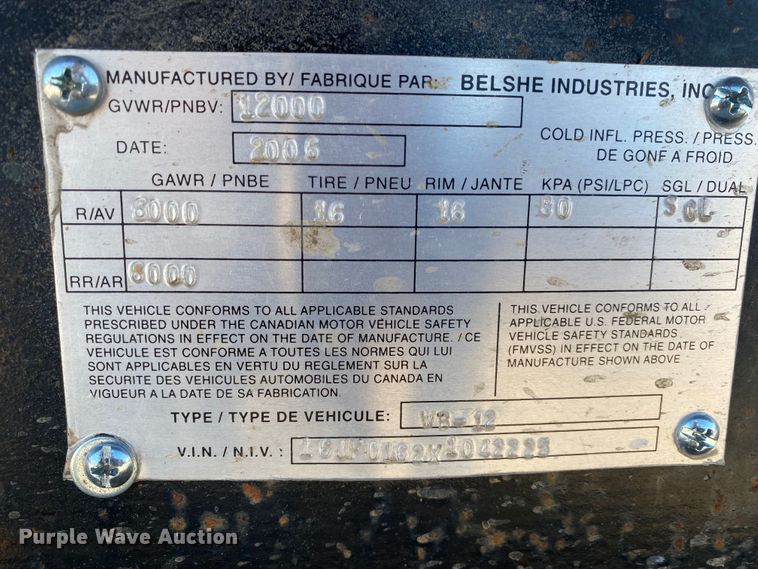 MANUFACTURED BY/ FABRIQUE PAR: BELSHE INDUSTRIES, INC
GVWR/PNBV: 12000
DATE: 2006
COLD INFL. PRESS. / PRESS.
DE GONF A FROID
GAWR / PNBE TIRE / PNEU RIM / JANTE KPA (PSI/LPC) SGL / DUAL
R/AV 6000 16 16 80 SGL
RR/AR 6000
THIS VEHICLE CONFORMS TO ALL APPLICABLE STANDARDS
PRESCRIBED UNDER THE CANADIAN MOTOR VEHICLE SAFETY
REGULATIONS IN EFFECT ON THE DATE OF MANUFACTURE. / CE
VEHICULE EST CONFORME A TOUTES LES NORMES QUI LUI
SONT APPLICABLES EN VERTU DU REGLEMENT SUR LA
SECURITE DES VEHICULES AUTOMOBILES DU CANADA EN
VIGUEUR A LA DATE DE SA FABRICATION.
THIS VEHICLE CONFORMS TO ALL
APPLICABLE U.S. FEDERAL MOTOR
VEHICLE SAFETY STANDARDS
(FMVSS) IN EFFECT ON THE DATE OF
MANUFACTURE SHOWN ABOVE
TYPE / TYPE DE VEHICULE: WB-12
V.I.N. / N.I.V. :
Purple Wave Auction